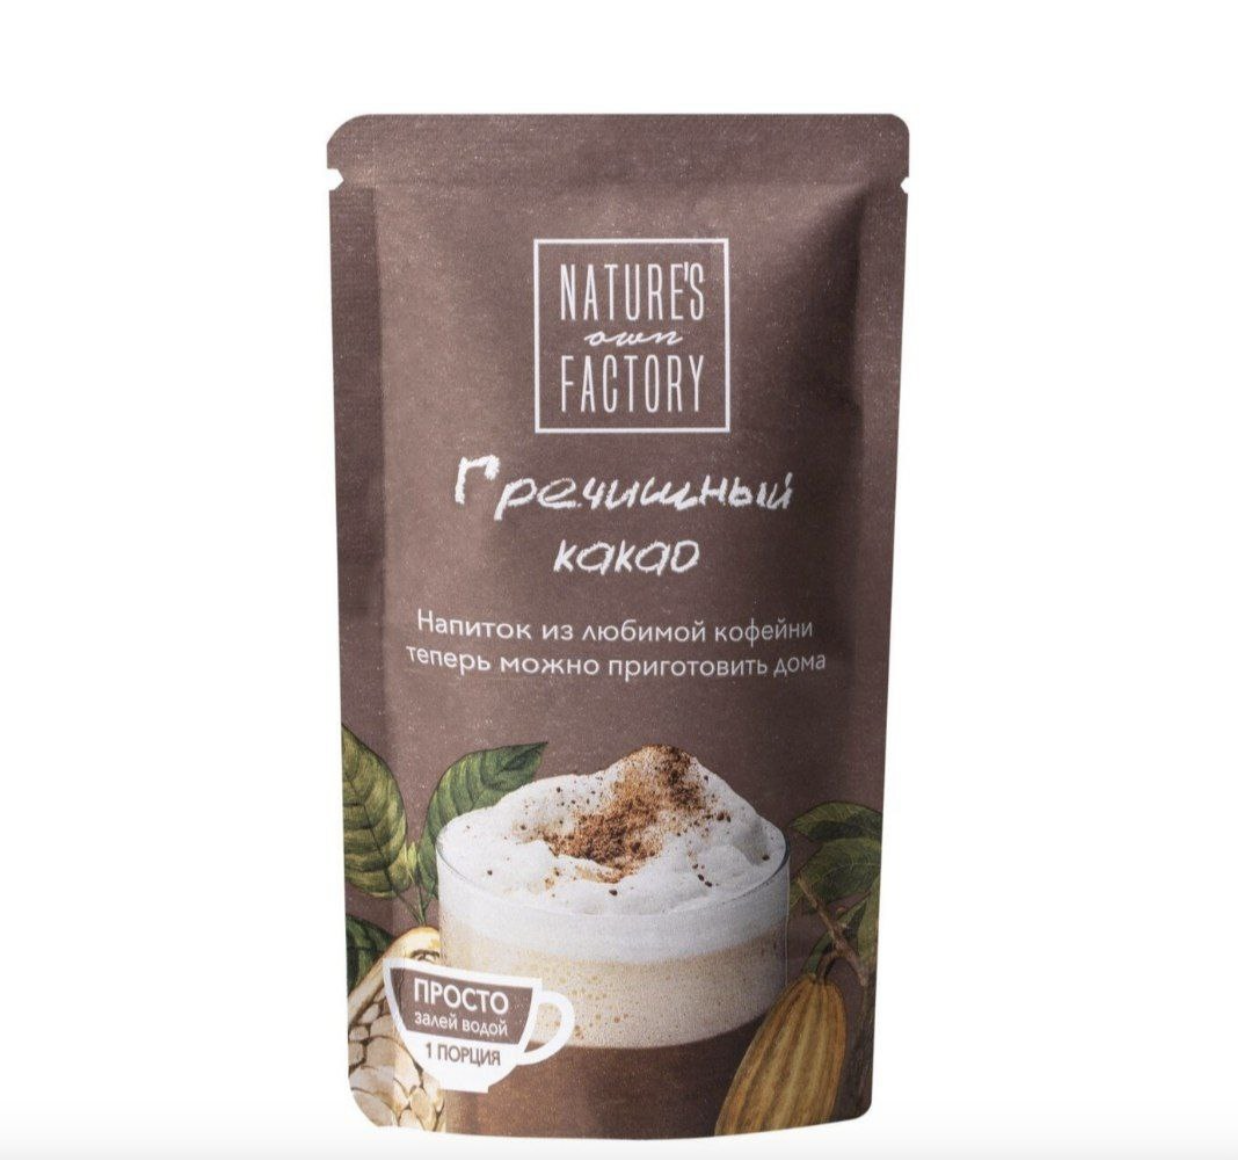 NATURE'S
own
FACTORY
Гречишный
какао
Напиток из любимой кофейни
теперь можно приготовить дома
ПРОСТО
залей водой
1 ПОРЦИЯ